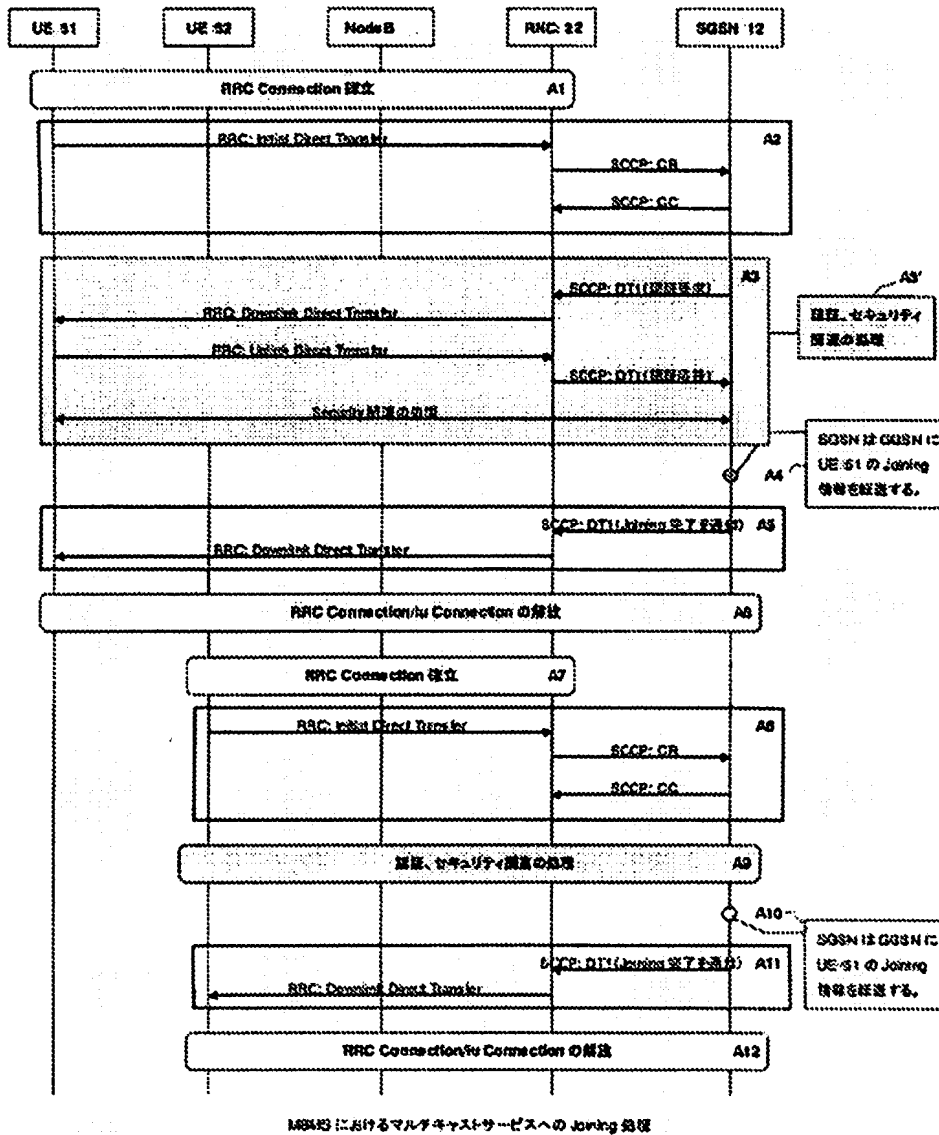 UE: 51
UE: 52
NodeB
RNC: 22
SGSN: 12
RRC Connection 確立 A1
A2
RRC: Initial Direct Transfer
SCCP: CR
SCCP: CC
A3
SCCP: DT1(認証要求)
RRC: Downlink Direct Transfer
RRC: Uplink Direct Transfer
SCCP: DT1(認証応答)
Security 関連の処理
A3'
認証、セキュリティ
関連の処理
A4
SGSN は GGSN に
UE:51 の Joining
情報を転送する。
SCCP: DT1(Joining 完了を通知) A5
RRC: Downlink Direct Transfer
RRC Connection/Iu Connection の解放 A6
RRC Connection 確立 A7
A8
RRC: Initial Direct Transfer
SCCP: CR
SCCP: CC
認証、セキュリティ関連の処理 A9
A10
SGSN は GGSN に
UE:51 の Joining
情報を転送する。
SCCP: DT1(Joining 完了を通知) A11
RRC: Downlink Direct Transfer
RRC Connection/Iu Connection の解放 A12
MBMS におけるマルチキャストサービスへの Joining 処理